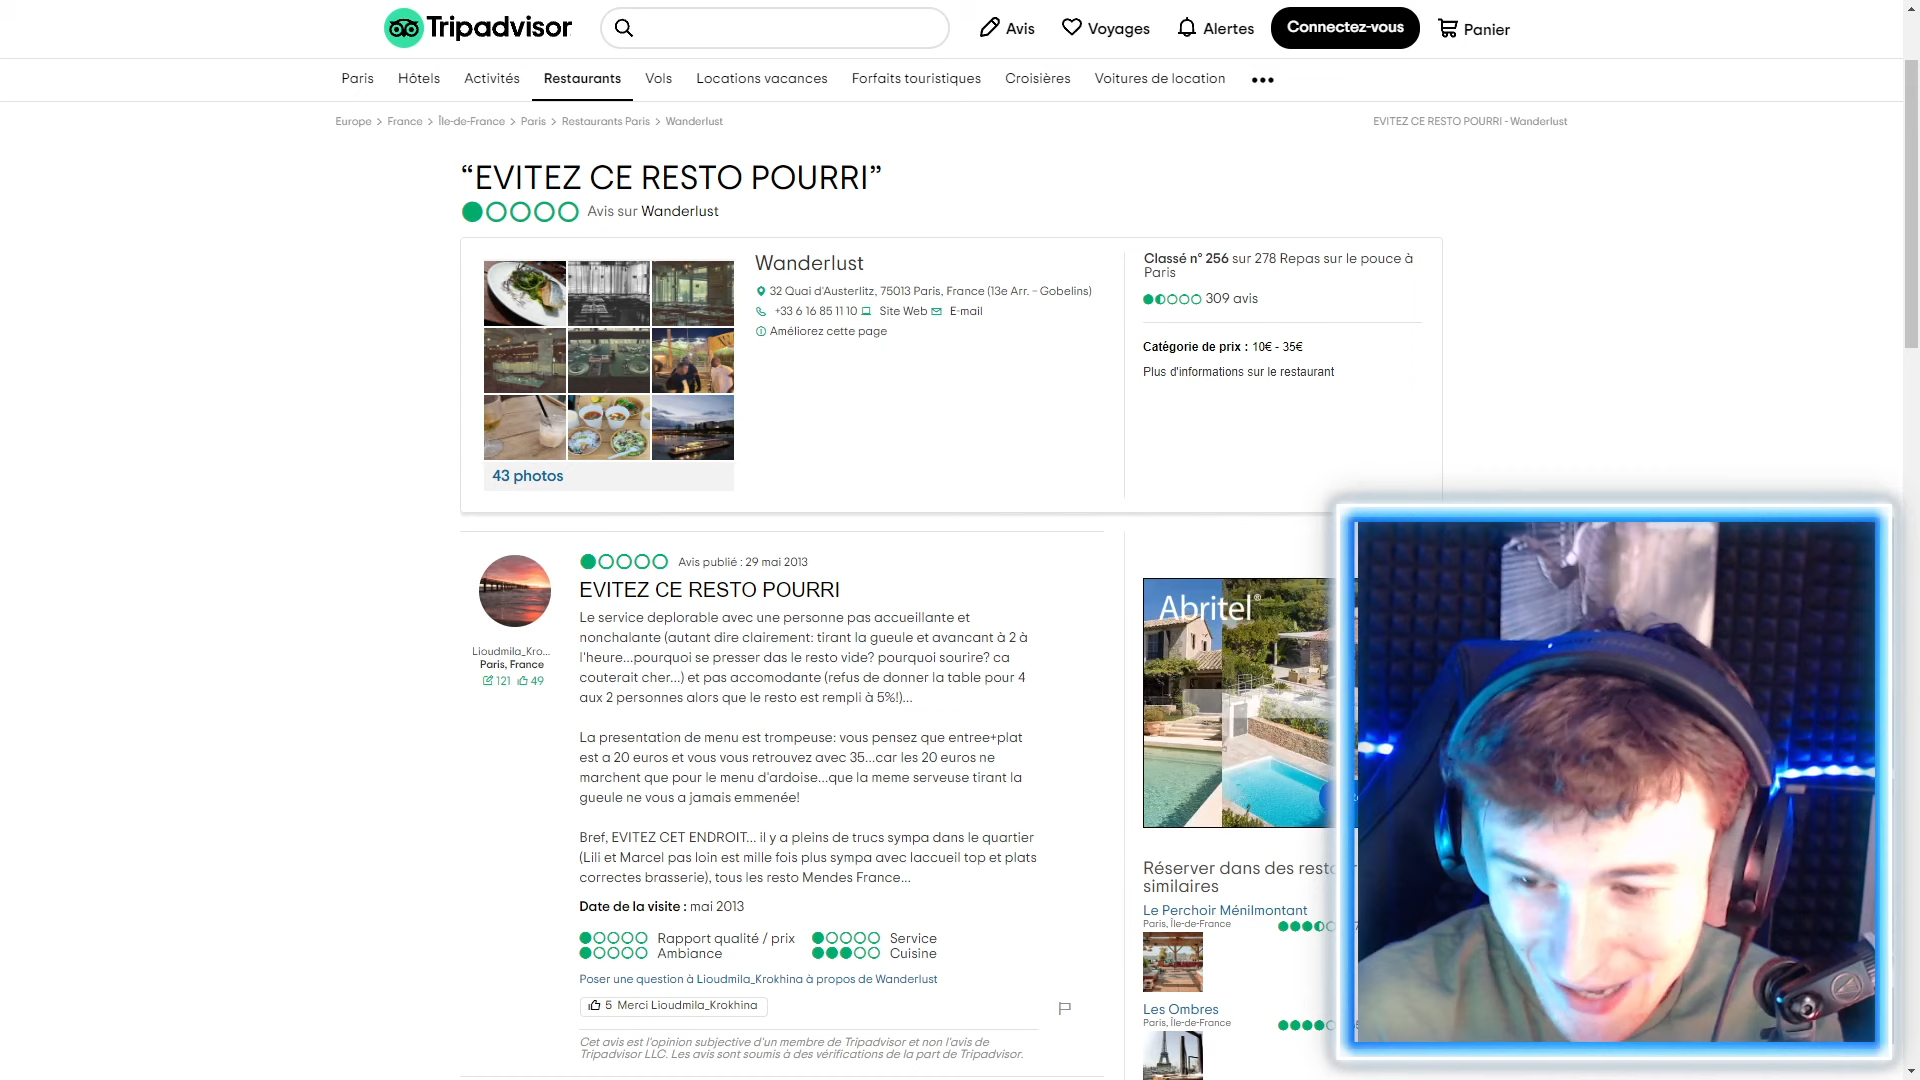 Tripadvisor
Avis
Voyages
Alertes
Connectez-vous
Panier
Paris
Hôtels
Activités
Restaurants
Vols
Locations vacances
Forfaits touristiques
Croisières
Voitures de location
Europe > France > Île-de-France > Paris > Restaurants Paris > Wanderlust
EVITEZ CE RESTO POURRI - Wanderlust
“EVITEZ CE RESTO POURRI”
Avis sur Wanderlust
Wanderlust
32 Quai d'Austerlitz, 75013 Paris, France (13e Arr. - Gobelins)
+33 6 16 85 11 10 Site Web E-mail
Améliorez cette page
43 photos
Classé n° 256 sur 278 Repas sur le pouce à
Paris
309 avis
Catégorie de prix : 10€ - 35€
Plus d'informations sur le restaurant
Avis publié : 29 mai 2013
EVITEZ CE RESTO POURRI
Lioudmila_Kro...
Paris, France
121 49
Le service deplorable avec une personne pas accueillante et
nonchalante (autant dire clairement: tirant la gueule et avancant à 2 à
l'heure...pourquoi se presser das le resto vide? pourquoi sourire? ca
couterait cher...) et pas accomodante (refus de donner la table pour 4
aux 2 personnes alors que le resto est rempli à 5%!)...
La presentation de menu est trompeuse: vous pensez que entree+plat
est a 20 euros et vous vous retrouvez avec 35...car les 20 euros ne
marchent que pour le menu d'ardoise...que la meme serveuse tirant la
gueule ne vous a jamais emmenée!
Bref, EVITEZ CET ENDROIT... il y a pleins de trucs sympa dans le quartier
(Lili et Marcel pas loin est mille fois plus sympa avec laccueil top et plats
correctes brasserie), tous les resto Mendes France...
Date de la visite : mai 2013
Rapport qualité / prix
Service
Ambiance
Cuisine
Poser une question à Lioudmila_Krokhina à propos de Wanderlust
5 Merci Lioudmila_Krokhina
Cet avis est l'opinion subjective d'un membre de Tripadvisor et non l'avis de
Tripadvisor LLC. Les avis sont soumis à des vérifications de la part de Tripadvisor.
Abritel®
Réserver dans des resto
similaires
Le Perchoir Ménilmontant
Paris, Île-de-France
Les Ombres
Paris, Île-de-France